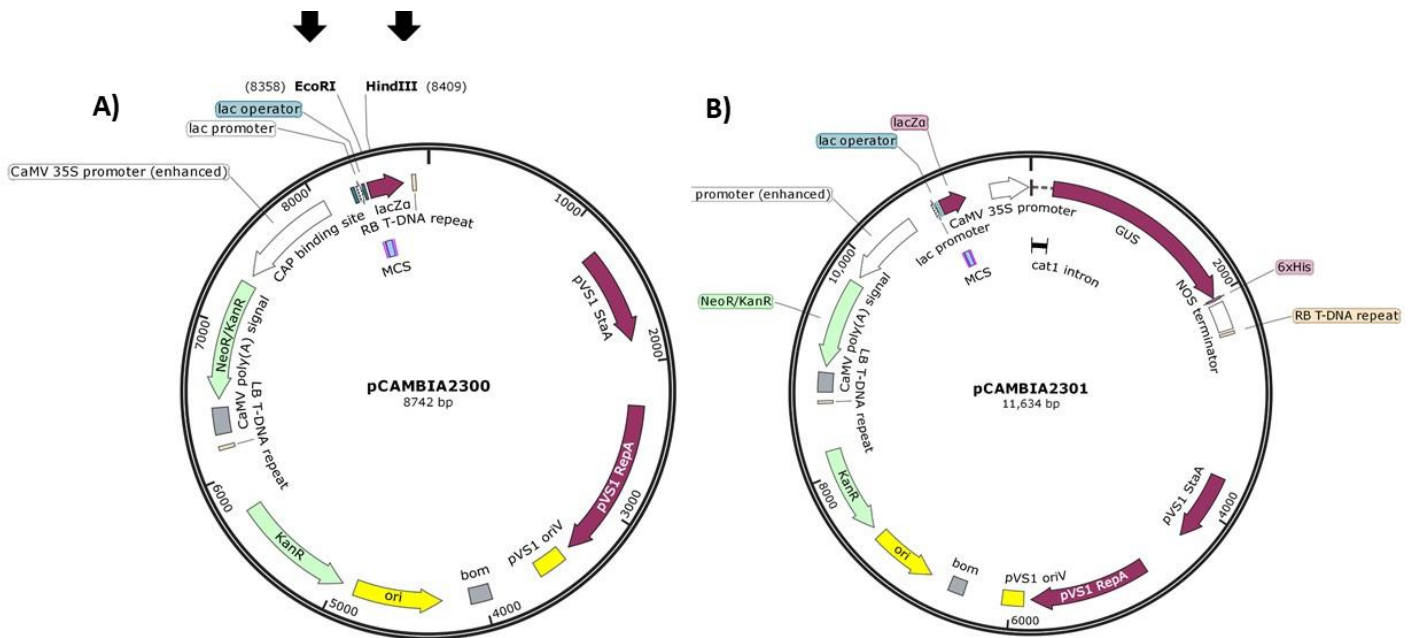 A)
(8358) EcoRI HindIII (8409)
lac operator
lac promoter
CaMV 35S promoter (enhanced)
8000
CAP binding site
lacZα
RB T-DNA repeat
MCS
1000
pVS1 StaA
2000
7000
NeoR/KanR
CaMV poly(A) signal
LB T-DNA repeat
pCAMBIA2300
8742 bp
6000
KanR
5000
ori
bom
4000
pVS1 oriV
pVS1 RepA
3000
B)
lacZα
lac operator
promoter (enhanced)
CaMV 35S promoter
lac promoter
MCS
cat1 intron
GUS
2000
6xHis
NOS terminator
RB T-DNA repeat
10,000
NeoR/KanR
CaMV poly(A) signal
LB T-DNA repeat
pCAMBIA2301
11,634 bp
8000
KanR
ori
bom
pVS1 oriV
6000
pVS1 RepA
pVS1 StaA
4000